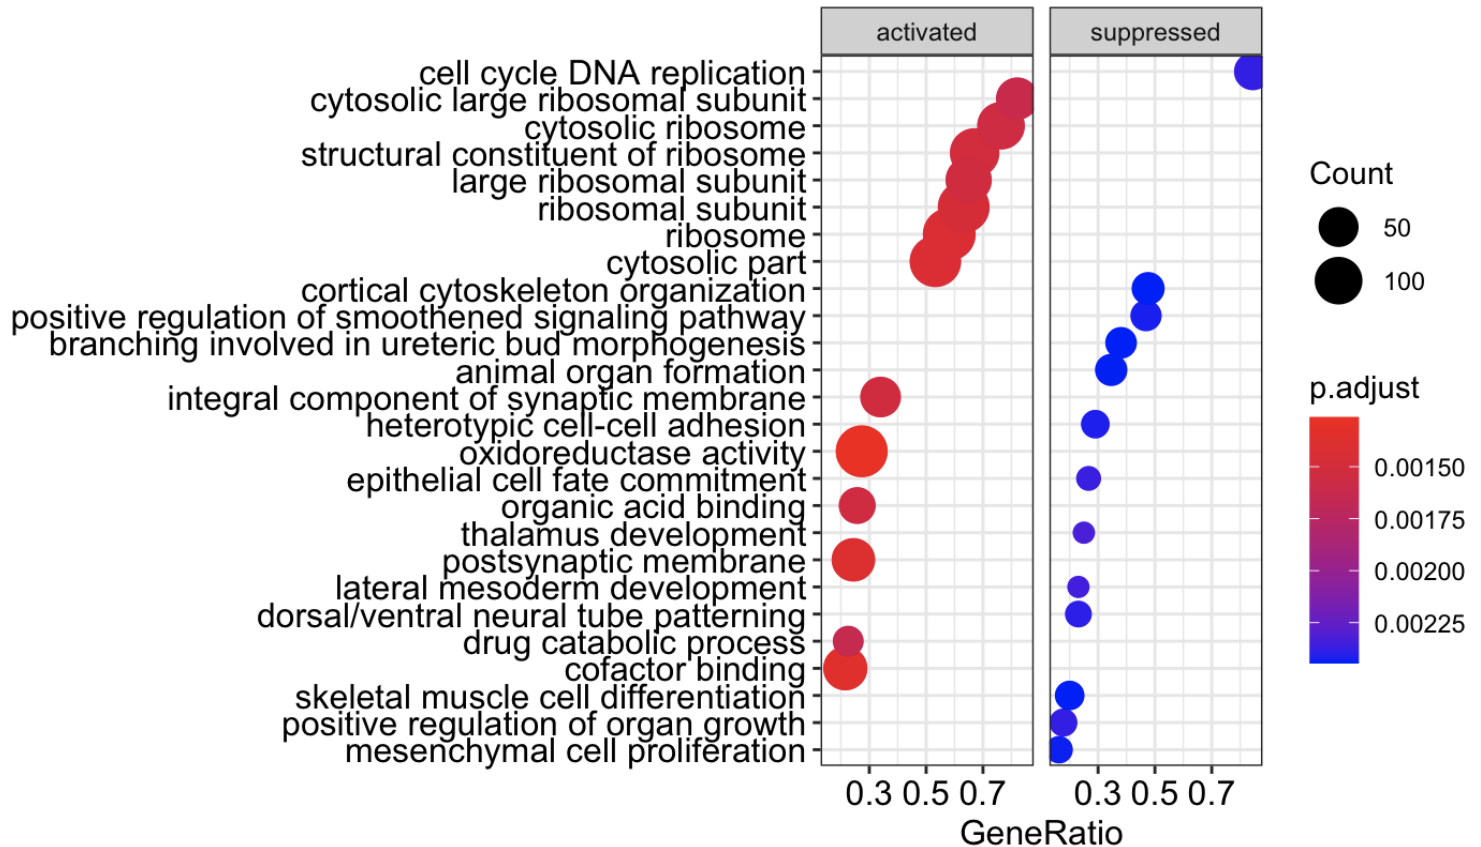 activated
suppressed
cell cycle DNA replication
cytosolic large ribosomal subunit
cytosolic ribosome
structural constituent of ribosome
large ribosomal subunit
ribosomal subunit
ribosome
cytosolic part
cortical cytoskeleton organization
positive regulation of smoothened signaling pathway
branching involved in ureteric bud morphogenesis
animal organ formation
integral component of synaptic membrane
heterotypic cell-cell adhesion
oxidoreductase activity
epithelial cell fate commitment
organic acid binding
thalamus development
postsynaptic membrane
lateral mesoderm development
dorsal/ventral neural tube patterning
drug catabolic process
cofactor binding
skeletal muscle cell differentiation
positive regulation of organ growth
mesenchymal cell proliferation
0.3 0.5 0.7
0.3 0.5 0.7
GeneRatio
Count
50
100
p.adjust
0.00150
0.00175
0.00200
0.00225